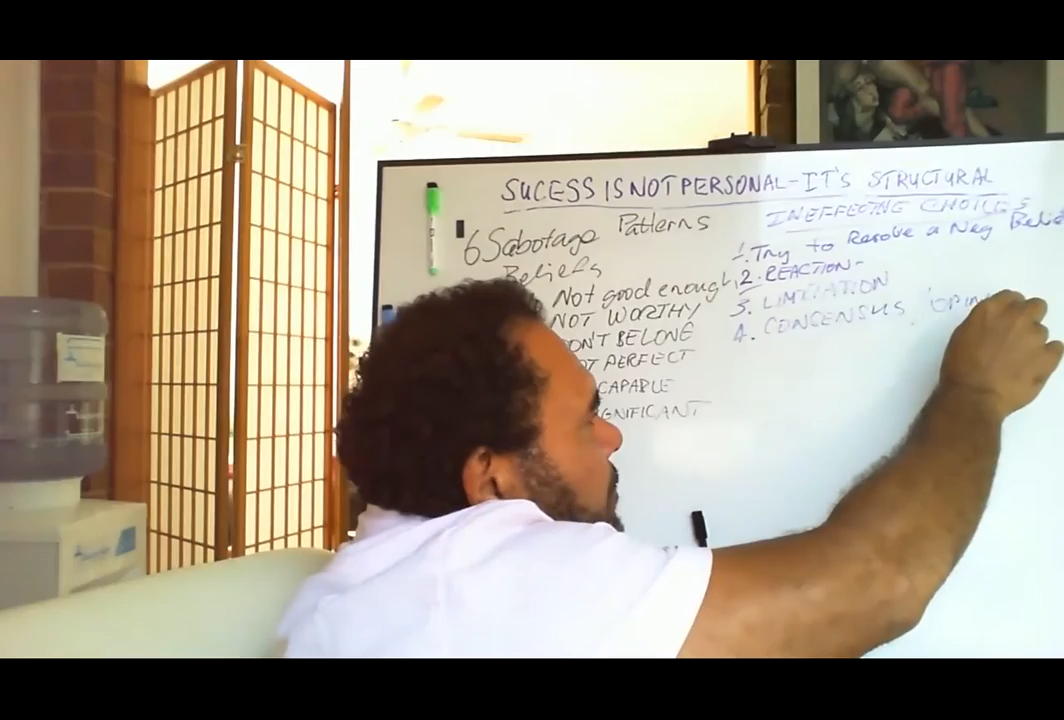 SUCESS IS NOT PERSONAL-IT'S STRUCTURAL
6 Sabotage Patterns
Beliefs
Not good enough
NOT WORTHY
DON'T BELONG
PERFECT
CAPABLE
INEFFECTIVE CHOICES
1. Try to Resolve a Neg
2. REACTION-
3. LIMITATION
4. CONSENSUS